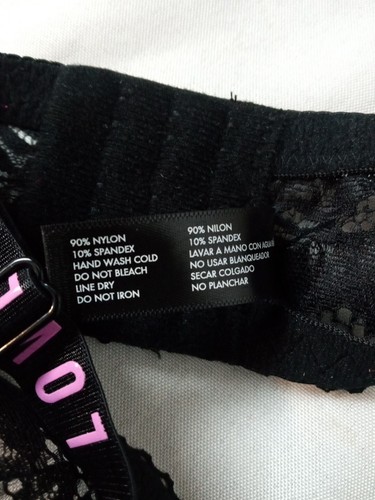 90% NYLON
10% SPANDEX
HAND WASH COLD
DO NOT BLEACH
LINE DRY
DO NOT IRON
90% NILON
10% SPANDEX
LAVAR A MANO CON AGUA
NO USAR BLANQUEADOR
SECAR COLGADO
NO PLANCHAR